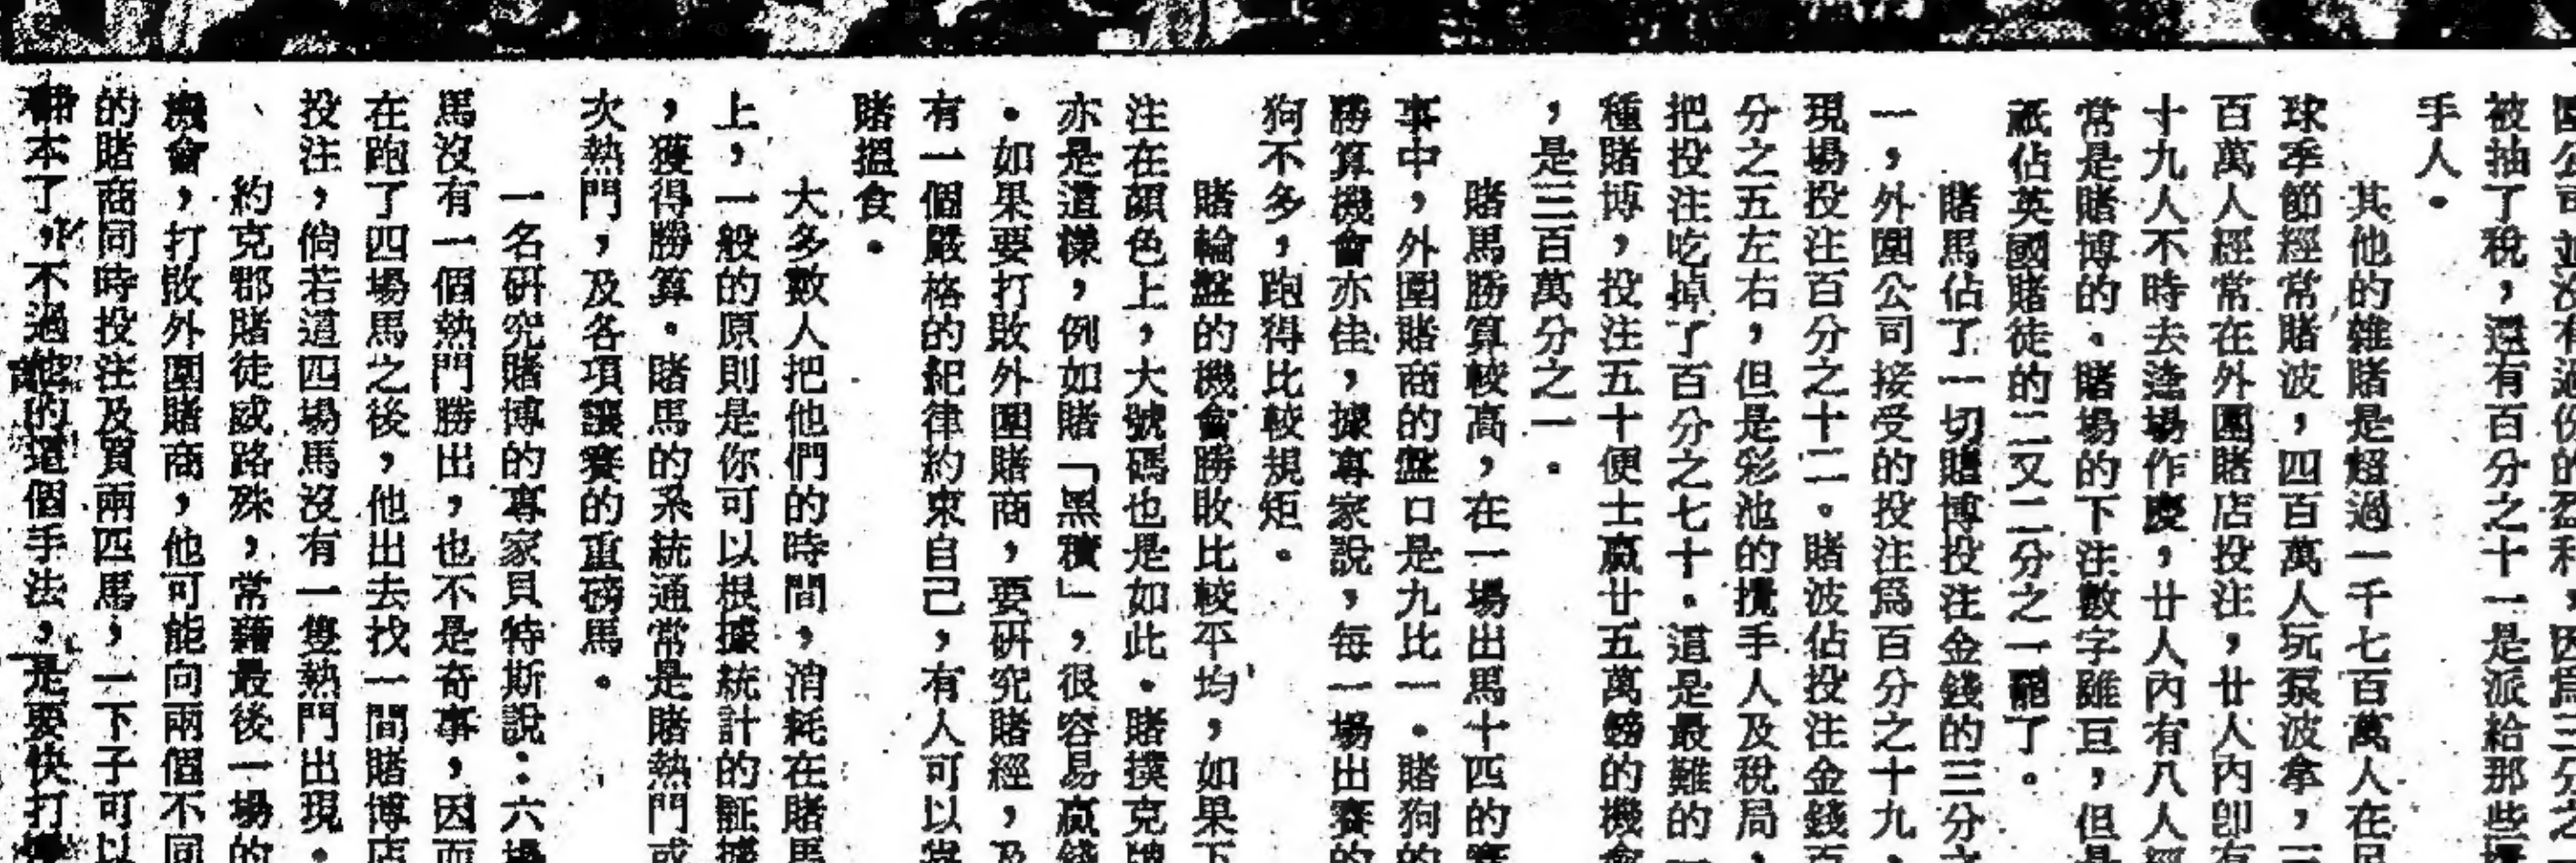 被抽了稅，還有百分之十一是派給那些
手人。
其他的雜賭是超過一千七百萬人在足
球季節經常賭波，四百萬人玩泵波拿，二
百萬人經常在外圍賭店投注，廿人內卽有
十九人不時去逢場作慶，廿人內有八人經
常是賭博的。賭場的下注數字雖巨，但是
祇佔英國賭徒的二又二分之一罷了。
賭馬佔了一切賭博投注金錢的三分之
一，外圍公司接受的投注爲百分之十九，
現場投注百分之十二。賭波佔投注金錢百
分之五左右，但是彩池的攪手人及稅局，
把投注吃掉了百分之七十。這是最難的一
種賭博，投注五十便士贏廿五萬鎊的機會
，是三百萬分之一。
賭馬勝算較高，在一場出馬十匹的賽
事中，外圍賭商的盤口是九比一。賭狗的
勝算機會亦佳，據專家說，每一場出賽的
狗不多，跑得比較規矩。
賭輪盤的機會勝敗比較平均，如果下
注在顏色上，大號碼也是如此。賭撲克牌
亦是這樣，例如賭「黑積」，很容易贏錢
。如果要打敗外圍賭商，要硏究賭經，及
有一個嚴格的紀律約束自己，有人可以靠
賭搵食。
大多數人把他們的時間，消耗在賭馬
上，一般的原則是你可以根據統計的証據
，獲得勝算。賭馬的系統通常是賭熱門或
次熱門，及各項讓賽的重磅馬。
一名硏究賭博的專家貝特斯說：六場
馬沒有一個熱門勝出，也不是奇事，因而
在跑了四場馬之後，他出去找一間賭博店
投注，倘若這四場馬沒有一隻熱門出現。
約克郡賭徒威路殊，常藉最後一場的
機會，打敗外圍賭商，他可能向兩個不同
的賭商同時投注及買兩匹馬，一下子可以
本了，不過他的這個手法，是要快打